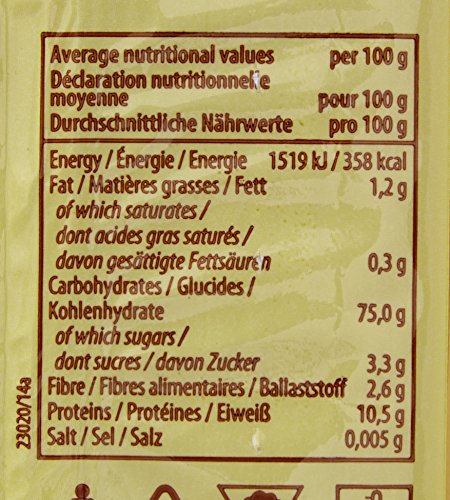 Average nutritional values per 100 g
Déclaration nutritionnelle
moyenne pour 100 g
Durchschnittliche Nährwerte pro 100 g
Energy / Énergie / Energie 1519 kJ / 358 kcal
Fat / Matières grasses / Fett 1,2 g
of which saturates /
dont acides gras saturés /
davon gesättigte Fettsäuren 0,3 g
Carbohydrates / Glucides /
Kohlenhydrate 75,0 g
of which sugars /
dont sucres / davon Zucker 3,3 g
Fibre / Fibres alimentaires / Ballaststoff 2,6 g
Proteins / Protéines / Eiweiß 10,5 g
Salt / Sel / Salz 0,005 g
23020/14a